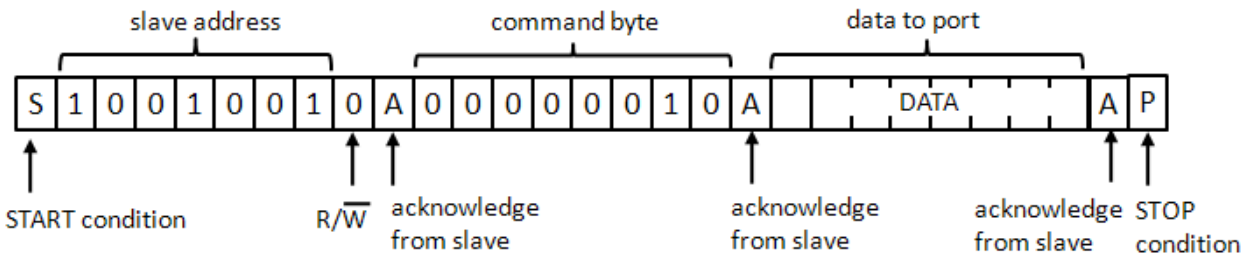 slave address command byte data to port
S 1 0 0 1 0 0 1 0 A 0 0 0 0 0 0 1 0 A DATA A P
START condition R/W̅ acknowledge from slave acknowledge from slave acknowledge from slave STOP condition